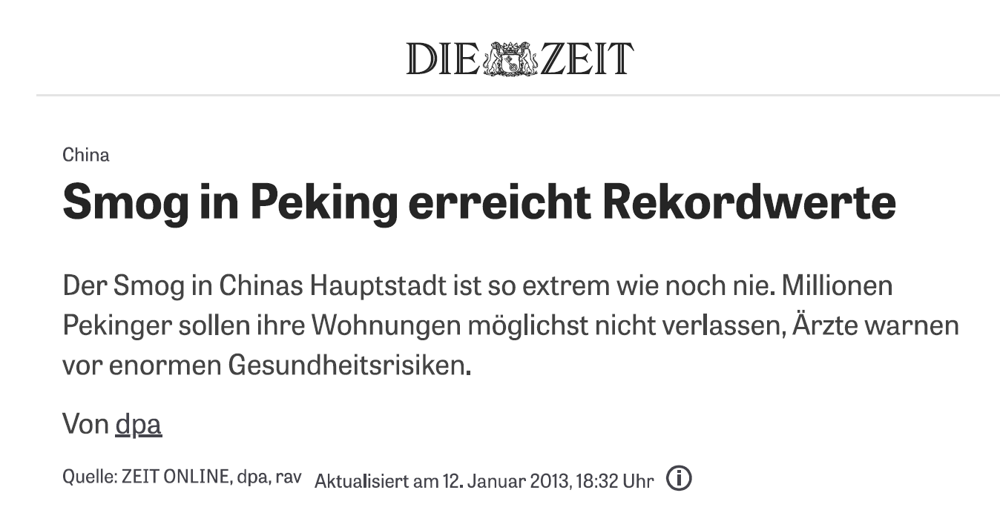 DIE ZEIT
China
Smog in Peking erreicht Rekordwerte
Der Smog in Chinas Hauptstadt ist so extrem wie noch nie. Millionen
Pekinger sollen ihre Wohnungen möglichst nicht verlassen, Ärzte warnen
vor enormen Gesundheitsrisiken.
Von dpa
Quelle: ZEIT ONLINE, dpa, rav Aktualisiert am 12. Januar 2013, 18:32 Uhr